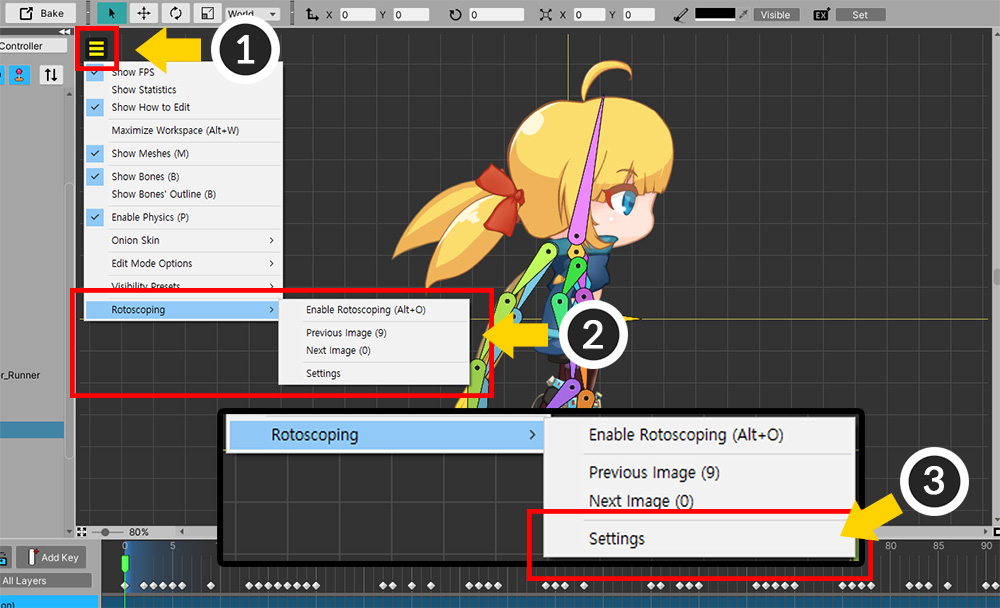 Bake
World
X 0 Y 0
0
X 0 Y 0
Visible
EX
Set
Controller
1
Show FPS
Show Statistics
Show How to Edit
Maximize Workspace (Alt+W)
Show Meshes (M)
Show Bones (B)
Show Bones' Outline (B)
Enable Physics (P)
Onion Skin
Edit Mode Options
Visibility Presets
Rotoscoping
Enable Rotoscoping (Alt+O)
Previous Image (9)
Next Image (0)
Settings
2
er_Runner
Rotoscoping
Enable Rotoscoping (Alt+O)
Previous Image (9)
Next Image (0)
Settings
3
80%
0 5 80 85 90
Add Key
All Layers
on)